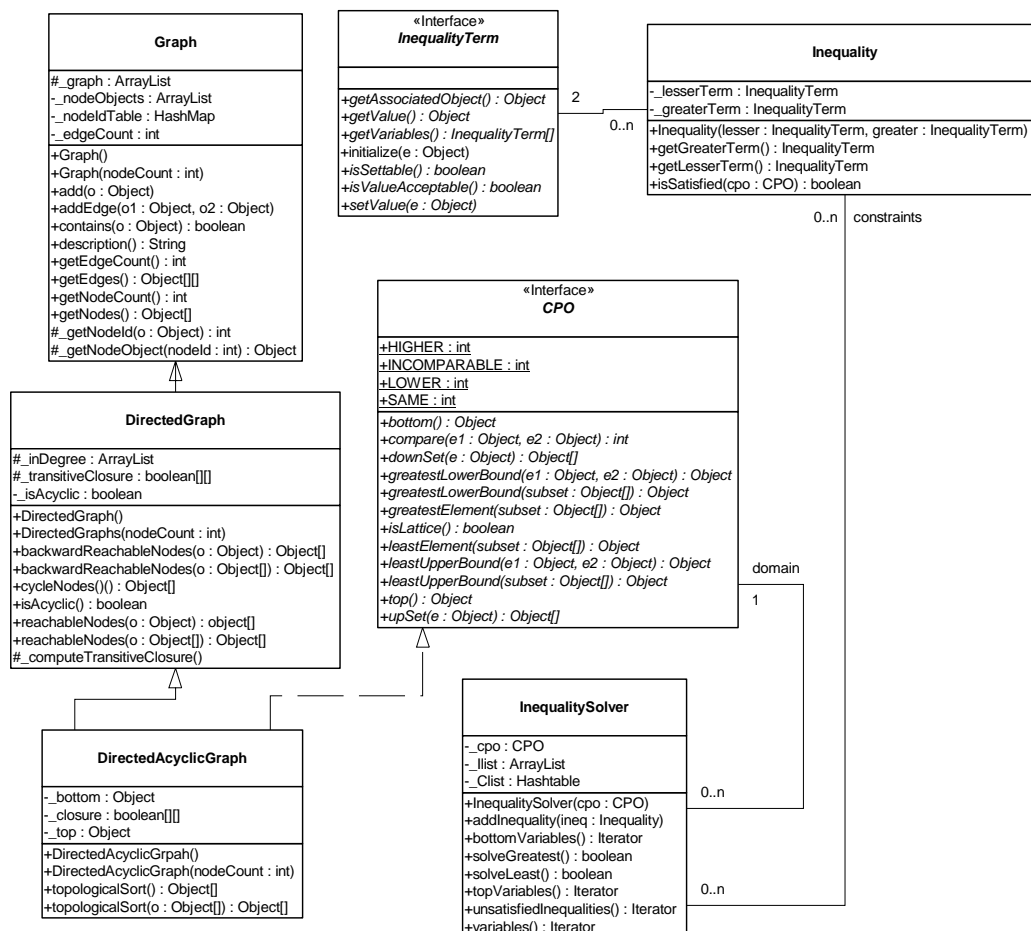 Graph
#_graph : ArrayList
-_nodeObjects : ArrayList
-_nodeIdTable : HashMap
-_edgeCount : int
+Graph()
+Graph(nodeCount : int)
+add(o : Object)
+addEdge(o1 : Object, o2 : Object)
+contains(o : Object) : boolean
+description() : String
+getEdgeCount() : int
+getEdges() : Object[][]
+getNodeCount() : int
+getNodes() : Object[]
#_getNodeId(o : Object) : int
#_getNodeObject(nodeId : int) : Object
«Interface»
InequalityTerm
+getAssociatedObject() : Object
+getValue() : Object
+getVariables() : InequalityTerm[]
+initialize(e : Object)
+isSettable() : boolean
+isValueAcceptable() : boolean
+setValue(e : Object)
2
0..n
Inequality
-_lesserTerm : InequalityTerm
-_greaterTerm : InequalityTerm
+Inequality(lesser : InequalityTerm, greater : InequalityTerm)
+getGreaterTerm() : InequalityTerm
+getLesserTerm() : InequalityTerm
+isSatisfied(cpo : CPO) : boolean
0..n constraints
«Interface»
CPO
+HIGHER : int
+INCOMPARABLE : int
+LOWER : int
+SAME : int
+bottom() : Object
+compare(e1 : Object, e2 : Object) : int
+downSet(e : Object) : Object[]
+greatestLowerBound(e1 : Object, e2 : Object) : Object
+greatestLowerBound(subset : Object[]) : Object
+greatestElement(subset : Object[]) : Object
+isLattice() : boolean
+leastElement(subset : Object[]) : Object
+leastUpperBound(e1 : Object, e2 : Object) : Object
+leastUpperBound(subset : Object[]) : Object
+top() : Object
+upSet(e : Object) : Object[]
domain
1
DirectedGraph
#_inDegree : ArrayList
#_transitiveClosure : boolean[][]
-_isAcyclic : boolean
+DirectedGraph()
+DirectedGraphs(nodeCount : int)
+backwardReachableNodes(o : Object) : Object[]
+backwardReachableNodes(o : Object[]) : Object[]
+cycleNodes()() : Object[]
+isAcyclic() : boolean
+reachableNodes(o : Object) : object[]
+reachableNodes(o : Object[]) : Object[]
#_computeTransitiveClosure()
DirectedAcyclicGraph
-_bottom : Object
-_closure : boolean[][]
-_top : Object
+DirectedAcyclicGrpah()
+DirectedAcyclicGraph(nodeCount : int)
+topologicalSort() : Object[]
+topologicalSort(o : Object[]) : Object[]
InequalitySolver
-_cpo : CPO
-_Ilist : ArrayList
-_Clist : Hashtable
+InequalitySolver(cpo : CPO)
+addInequality(ineq : Inequality)
+bottomVariables() : Iterator
+solveGreatest() : boolean
+solveLeast() : boolean
+topVariables() : Iterator
+unsatisfiedInequalities() : Iterator
+variables() : Iterator
0..n
0..n